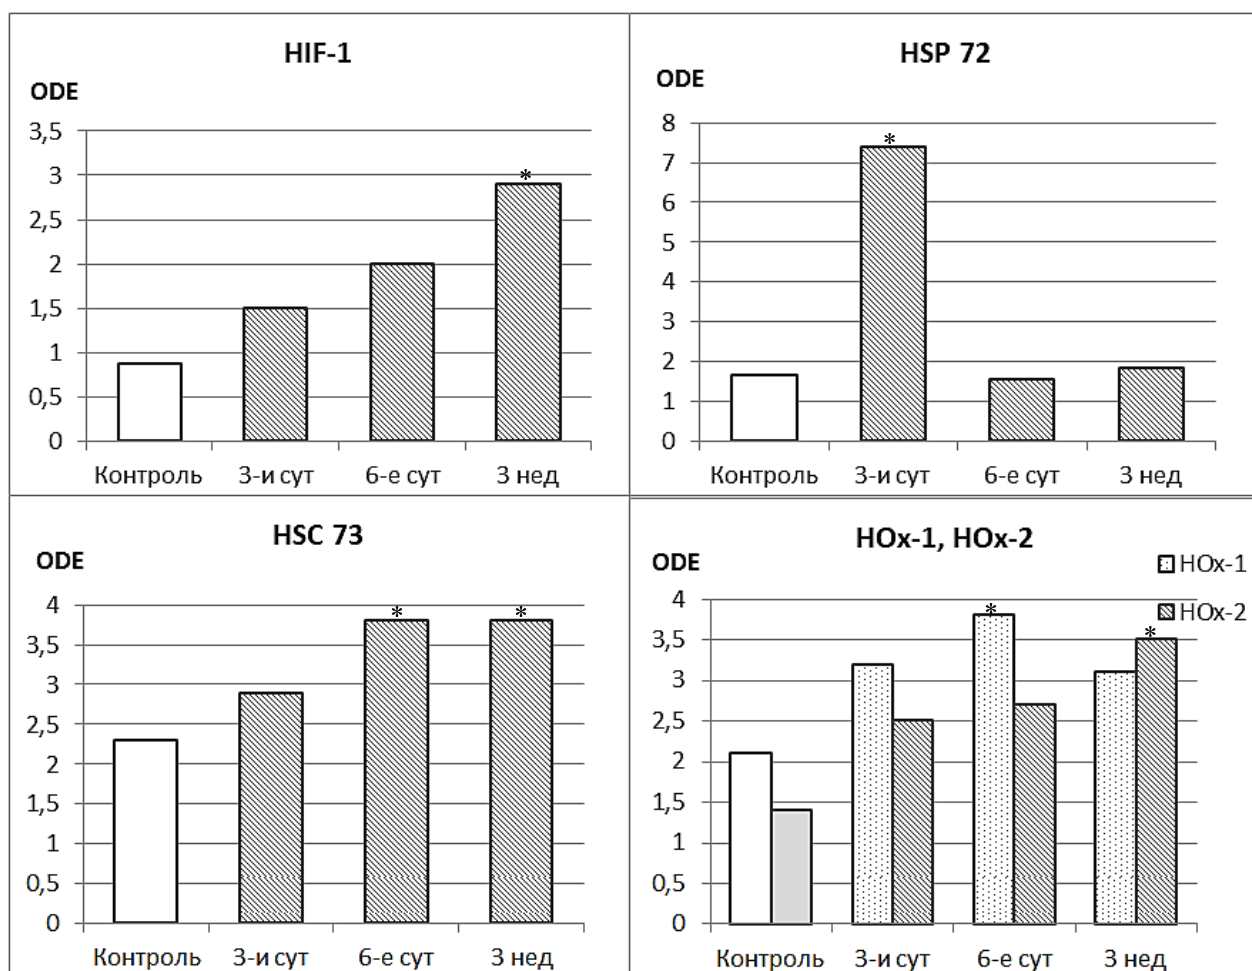 HIF-1
ODE
3,5
3
2,5
2
1,5
1
0,5
0
*
Контроль 3-и сут 6-е сут 3 нед
HSP 72
ODE
8
7
6
5
4
3
2
1
0
*
Контроль 3-и сут 6-е сут 3 нед
HSC 73
ODE
4
3,5
3
2,5
2
1,5
1
0,5
0
* *
Контроль 3-и сут 6-е сут 3 нед
HOx-1, HOx-2
ODE
HOx-1
HOx-2
4
3,5
3
2,5
2
1,5
1
0,5
0
* *
Контроль 3-и сут 6-е сут 3 нед